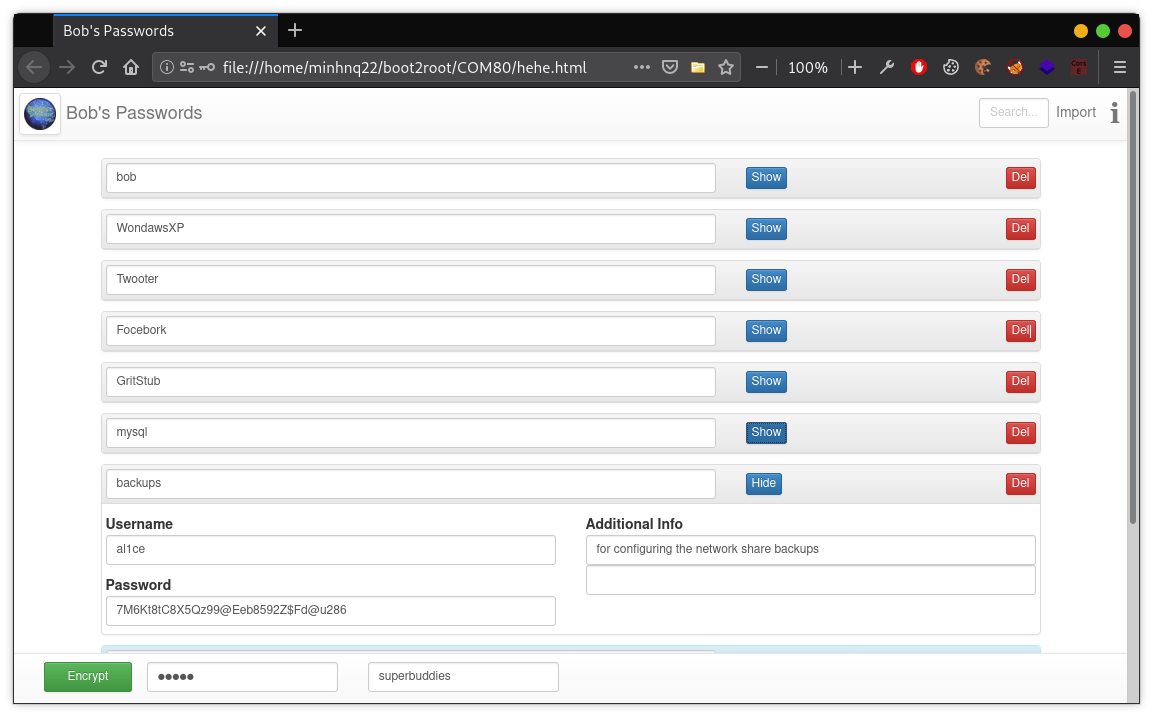 Bob's Passwords
file:///home/minhnq22/boot2root/COM80/hehe.html
100%
Bob's Passwords
Search...
Import
bob
Show
Del
WondawsXP
Show
Del
Twooter
Show
Del
Focebork
Show
Del
GritStub
Show
Del
mysql
Show
Del
backups
Hide
Del
Username
Additional Info
al1ce
for configuring the network share backups
Password
7M6Kt8tC8X5Qz99@Eeb8592Z$Fd@u286
Encrypt
●●●●●
superbuddies